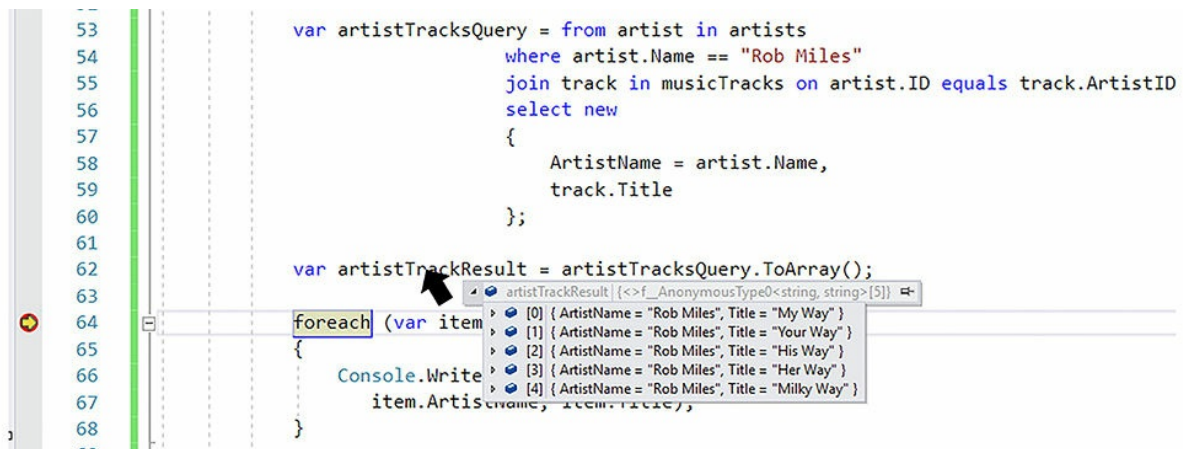 53 var artistTracksQuery = from artist in artists
54 where artist.Name == "Rob Miles"
55 join track in musicTracks on artist.ID equals track.ArtistID
56 select new
57 {
58 ArtistName = artist.Name,
59 track.Title
60 };
61
62 var artistTrackResult = artistTracksQuery.ToArray();
63
artistTrackResult {<>f__AnonymousType0<string, string>[5]}
64 foreach (var item
[0] { ArtistName = "Rob Miles", Title = "My Way" }
[1] { ArtistName = "Rob Miles", Title = "Your Way" }
65 {
[2] { ArtistName = "Rob Miles", Title = "His Way" }
66 Console.Write
[3] { ArtistName = "Rob Miles", Title = "Her Way" }
[4] { ArtistName = "Rob Miles", Title = "Milky Way" }
67 item.ArtistName, item.Title);
68 }